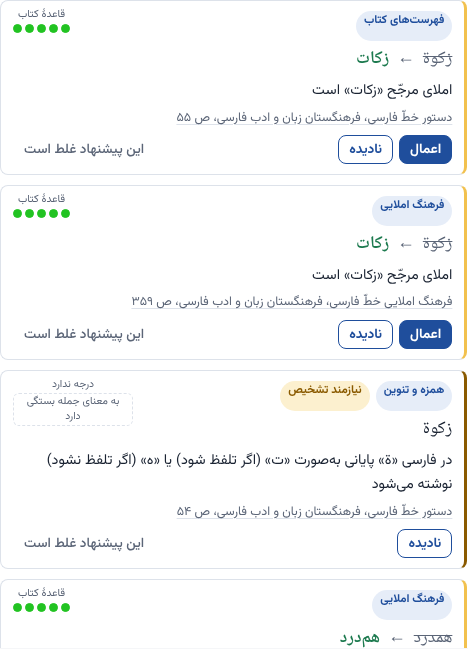 فهرست‌های کتاب
قاعدهٔ کتاب
زکوة ← زکات
املای مرجّح «زکات» است
دستور خطّ فارسی، فرهنگستان زبان و ادب فارسی، ص ۵۵
اعمال نادیده این پیشنهاد غلط است
فرهنگ املایی
قاعدهٔ کتاب
زکوة ← زکات
املای مرجّح «زکات» است
فرهنگ املایی خطّ فارسی، فرهنگستان زبان و ادب فارسی، ص ۳۵۹
اعمال نادیده این پیشنهاد غلط است
همزه و تنوین نیازمند تشخیص
درجه ندارد
به معنای جمله بستگی
دارد
زکوة
در فارسی «ة» پایانی به‌صورت «ت» (اگر تلفظ شود) یا «ه» (اگر تلفظ نشود)
نوشته می‌شود
دستور خطّ فارسی، فرهنگستان زبان و ادب فارسی، ص ۵۴
نادیده این پیشنهاد غلط است
فرهنگ املایی
قاعدهٔ کتاب
همدرد ← هم‌درد